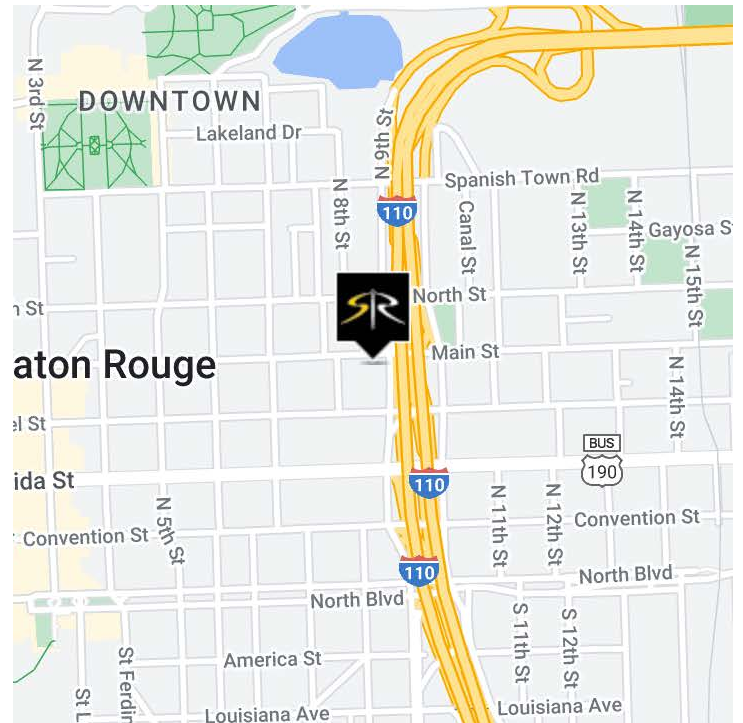 N 3rd St
DOWNTOWN
Lakeland Dr
N 9th St
N 8th St
Spanish Town Rd
110
Canal St
N 13th St
N 14th St
Gayosa S
N 15th St
SR
North St
h St
Main St
aton Rouge
N 14th St
el St
BUS
190
ida St
110
N 5th St
N 11th St
N 12th St
Convention St
Convention St
110
North Blvd
North Blvd
S 11th St
S 12th St
America St
St Ferdin
St L
Louisiana Ave
Louisiana Ave